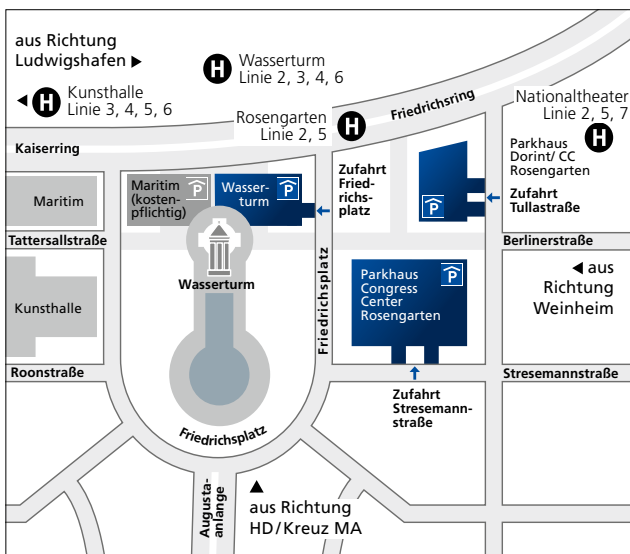 aus Richtung
Ludwigshafen ▶
H
Wasserturm
Linie 2, 3, 4, 6
◀ H
Kunsthalle
Linie 3, 4, 5, 6
Rosengarten
Linie 2, 5
H
Friedrichsring
Nationaltheater
Linie 2, 5, 7
H
Kaiserring
Parkhaus
Dorint/ CC
Rosengarten
Zufahrt
Tullastraße
Zufahrt
Fried-
richs-
platz
Maritim
(kosten-
pflichtig)
P
Wasser-
turm
P
P
Maritim
Tattersallstraße
Berlinerstraße
Wasserturm
Friedrichsplatz
Parkhaus
Congress
Center
Rosengarten
P
◀ aus
Richtung
Weinheim
Kunsthalle
Roonstraße
Stresemannstraße
Zufahrt
Stresemann-
straße
Friedrichsplatz
Augusta-
anlange
▲
aus Richtung
HD/Kreuz MA